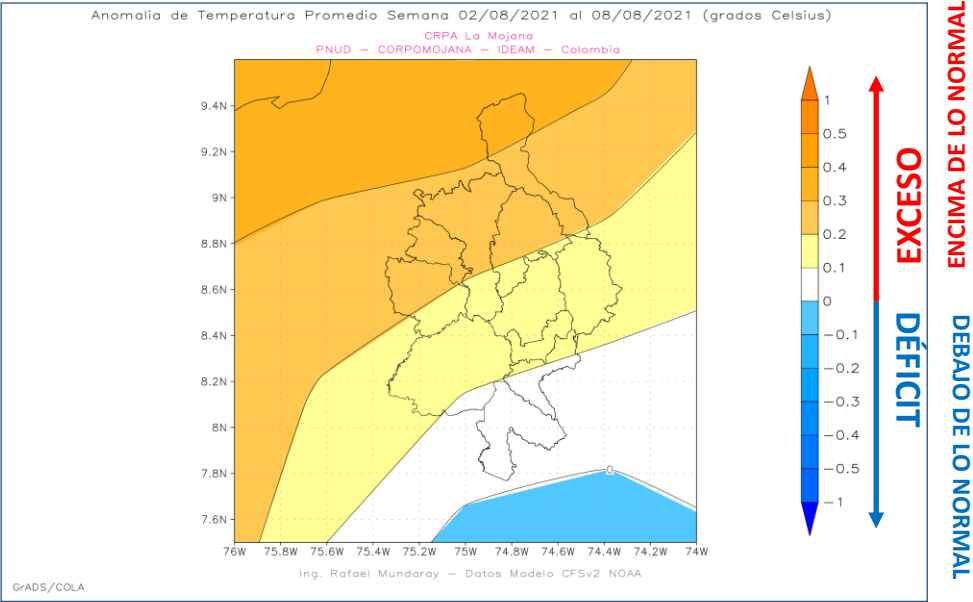 Anomalia de Temperatura Promedio Semana 02/08/2021 al 08/08/2021 (grados Celsius)
CRPA La Mojana
PNUD — CORPOMOJANA — IDEAM — Colombia
9.4N
9.2N
9N
8.8N
8.6N
8.4N
8.2N
8N
7.8N
7.6N
76W 75.8W 75.6W 75.4W 75.2W 75W 74.8W 74.6W 74.4W 74.2W 74W
0
Ing. Rafael Mundaray — Datos Modelo CFSv2 NOAA
GrADS/COLA
1
0.5
0.4
0.3
0.2
0.1
0
−0.1
−0.2
−0.3
−0.4
−0.5
−1
EXCESO
DÉFICIT
ENCIMA DE LO NORMAL
DEBAJO DE LO NORMAL